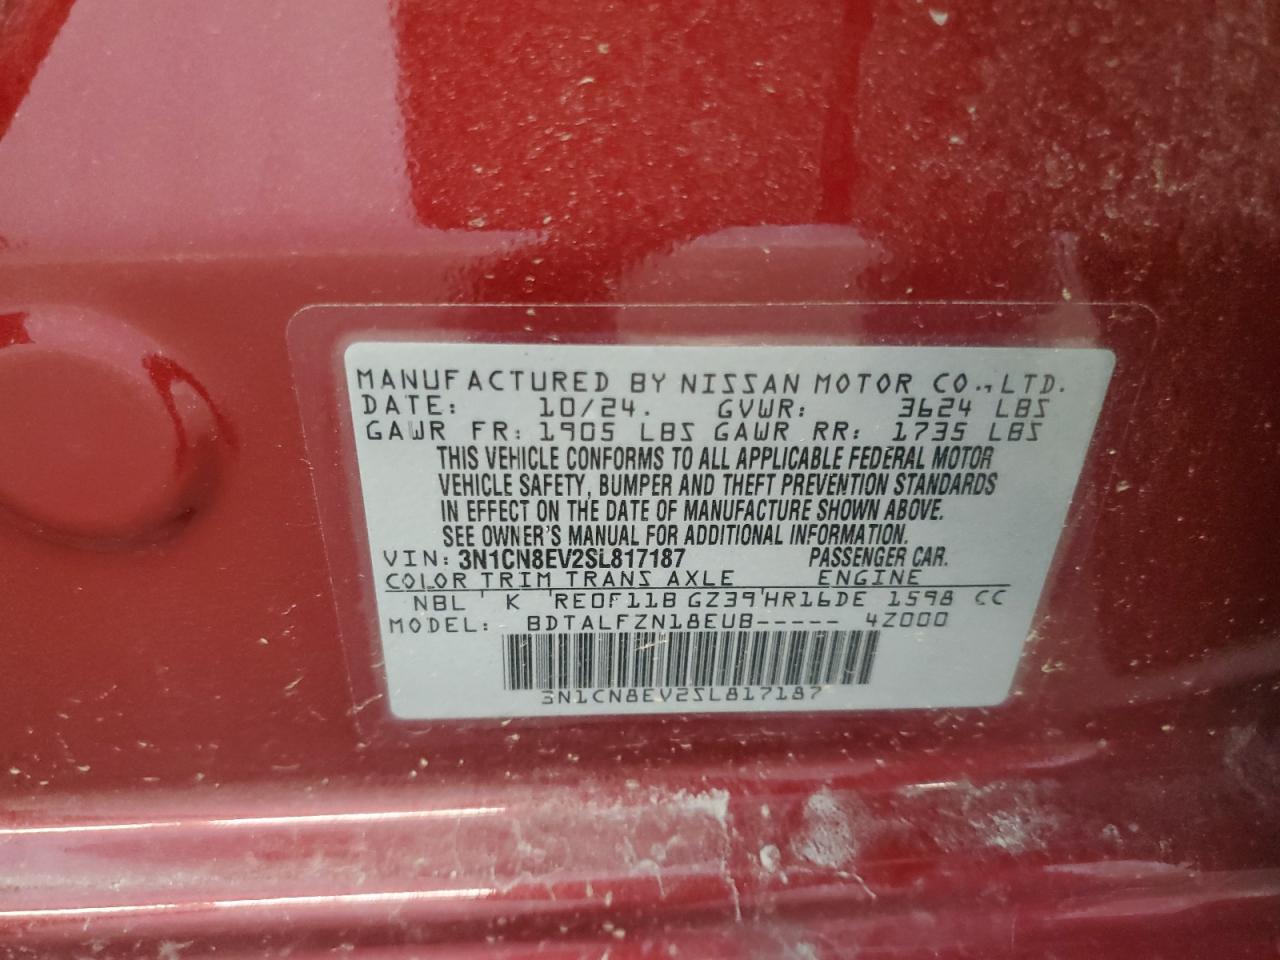 MANUFACTURED BY NISSAN MOTOR CO.,LTD.
DATE: 10/24. GVWR: 3624 LBS
GAWR FR: 1905 LBS GAWR RR: 1735 LBS
THIS VEHICLE CONFORMS TO ALL APPLICABLE FEDERAL MOTOR
VEHICLE SAFETY, BUMPER AND THEFT PREVENTION STANDARDS
IN EFFECT ON THE DATE OF MANUFACTURE SHOWN ABOVE.
SEE OWNER'S MANUAL FOR ADDITIONAL INFORMATION.
VIN: 3N1CN8EV2SL817187 PASSENGER CAR.
COLOR TRIM TRANS AXLE ENGINE
NBL K RE0F11B GZ39 HR16DE 1598 CC
MODEL: BDTALFZN18EUB----- 4Z000
3N1CN8EV2SL817187